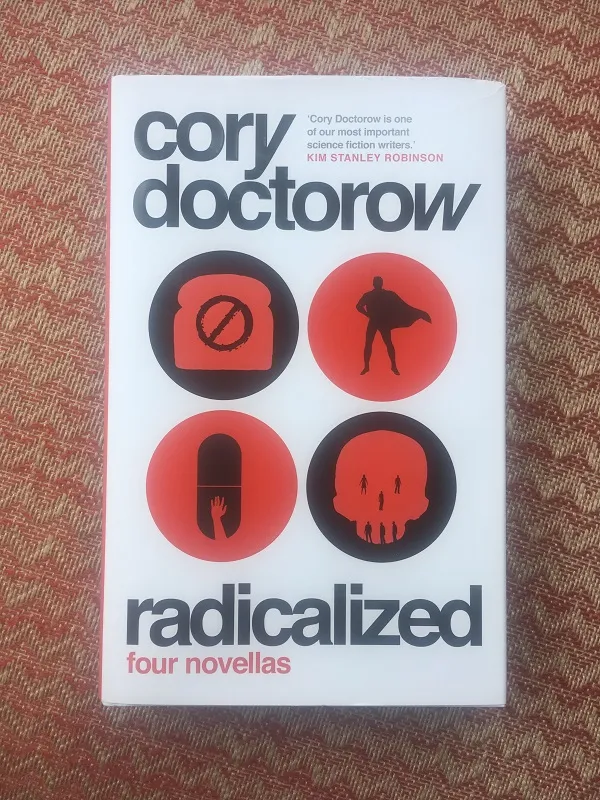 cory
doctorow
'Cory Doctorow is one
of our most important
science fiction writers.'
KIM STANLEY ROBINSON
radicalized
four novellas